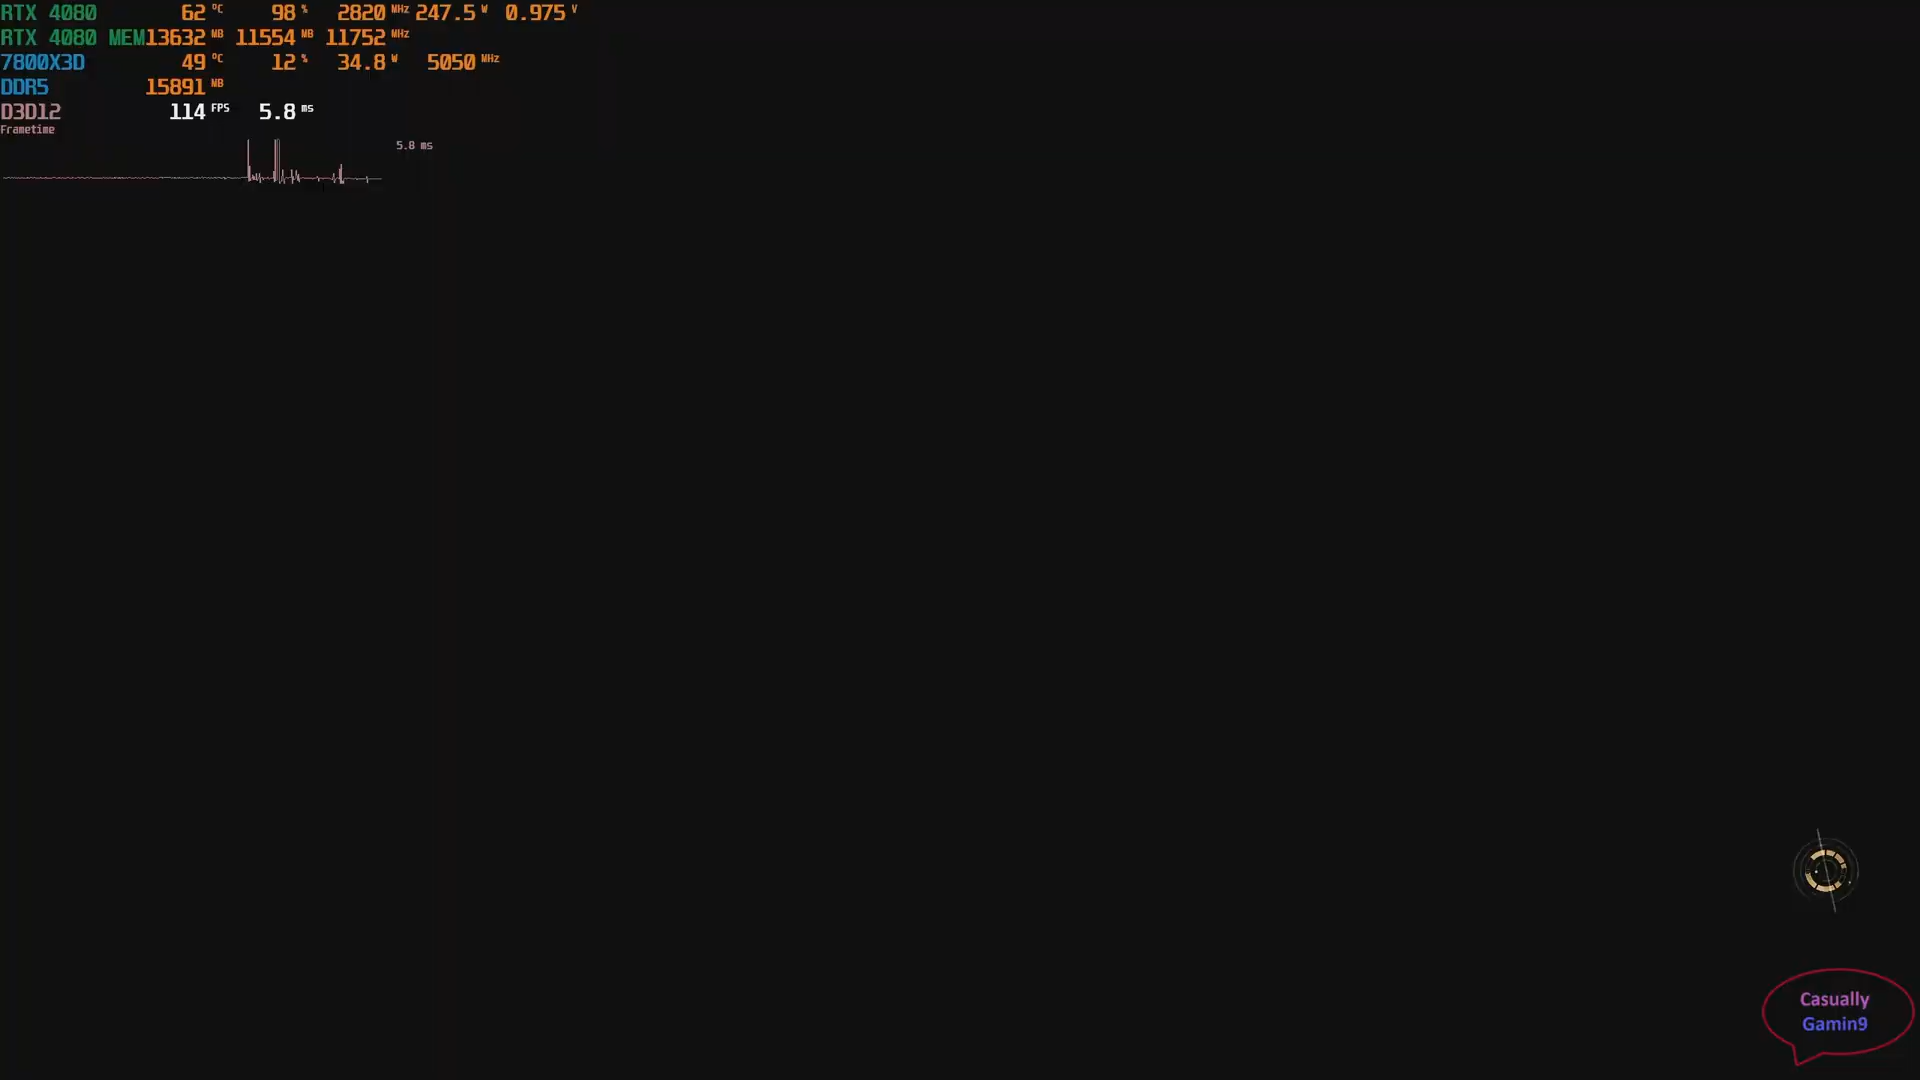 RTX 4080 62 °C 98 % 2820 MHz 247.5 W 0.975 V
RTX 4080 MEM 13632 MB 11554 MB 11752 MHz
7800X3D 49 °C 12 % 34.8 W 5050 MHz
DDR5 15891 MB
D3D12 114 FPS 5.8 ms
Frametime
5.8 ms
Casually
Gamin9